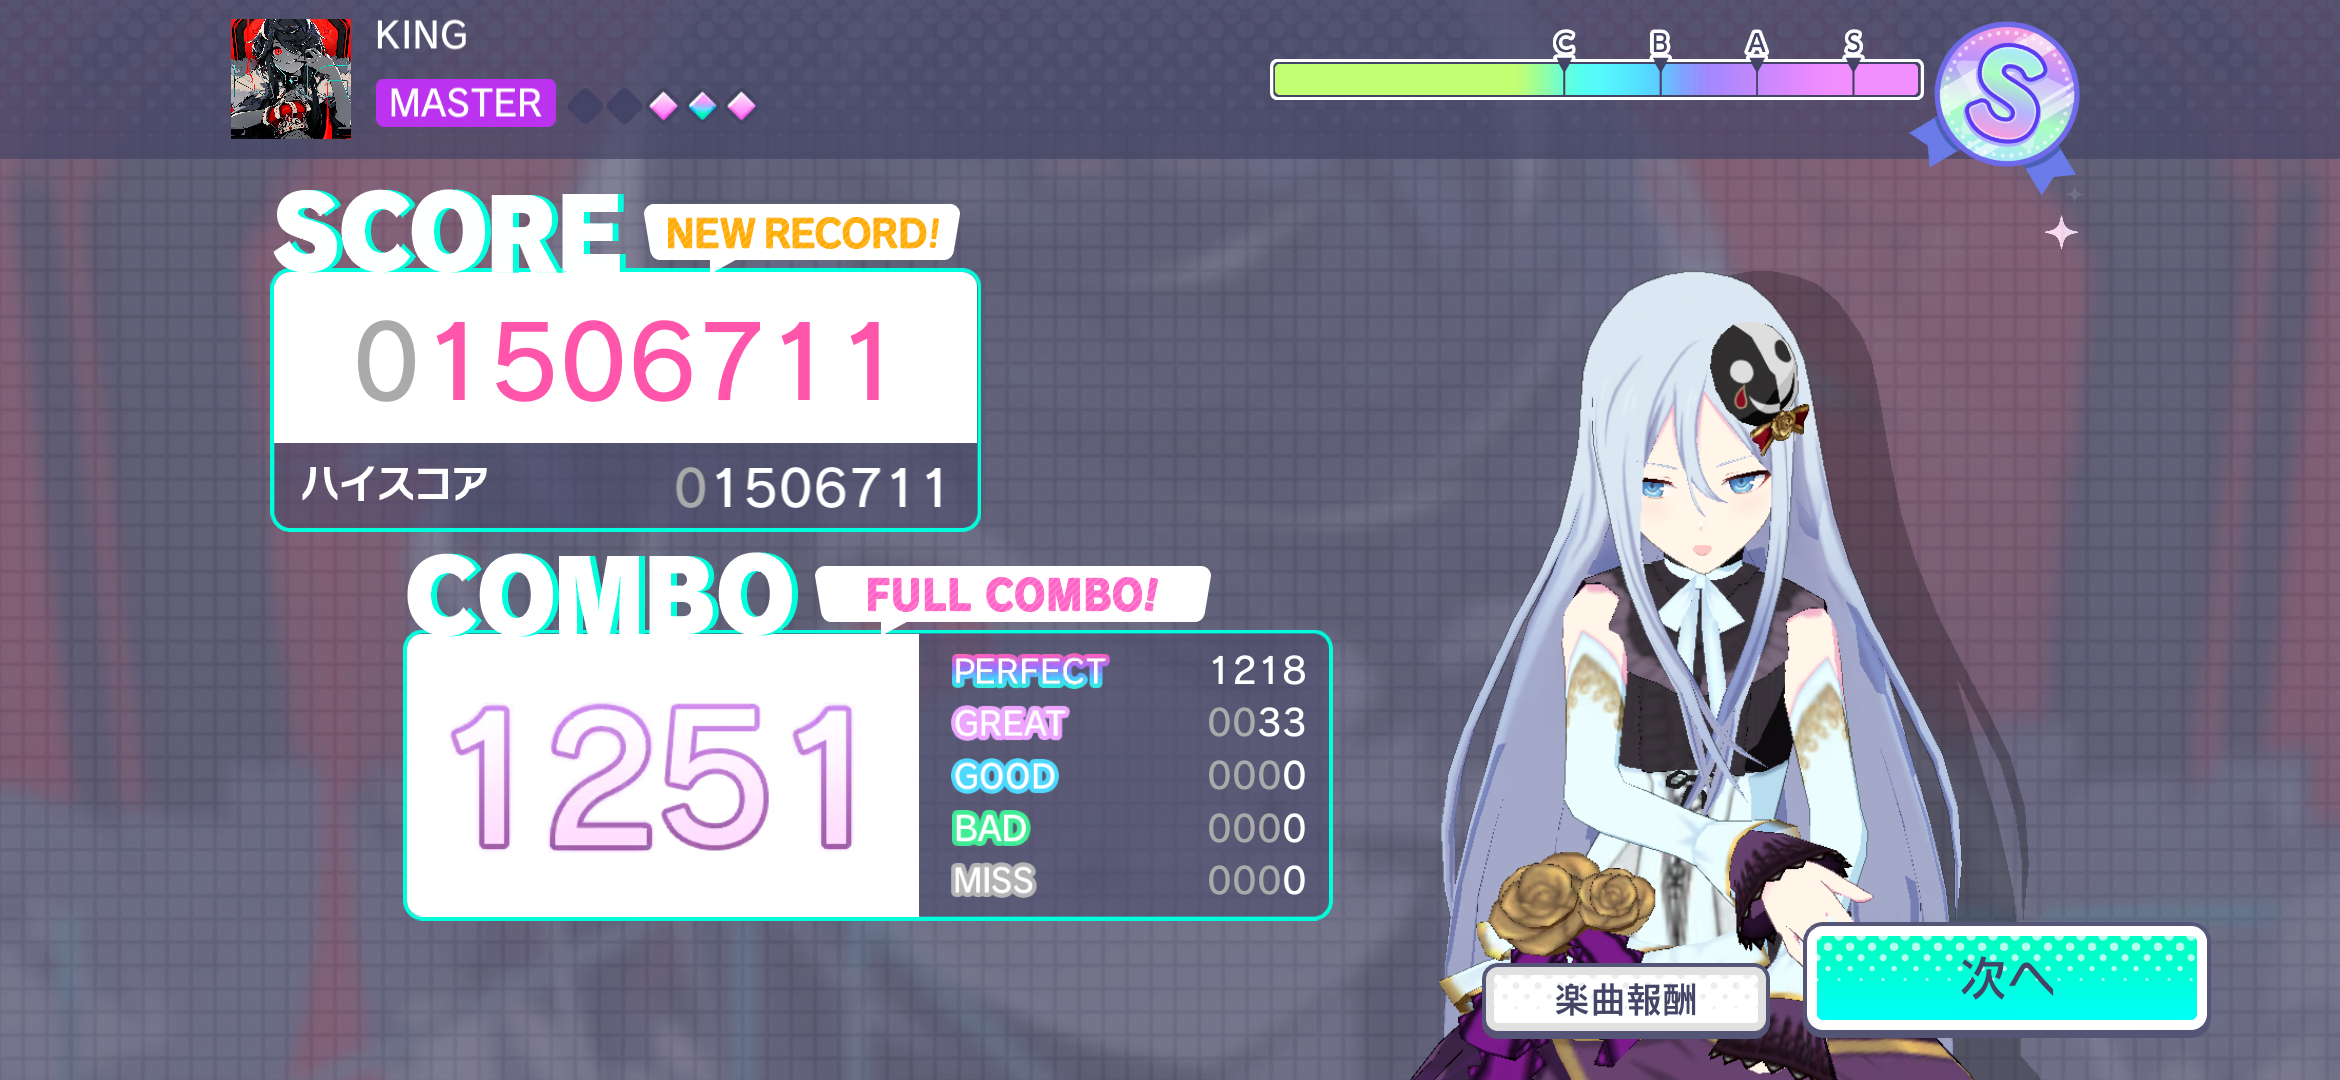 KING
MASTER
C B A S
S
SCORE
NEW RECORD!
01506711
ハイスコア 01506711
COMBO
FULL COMBO!
1251
PERFECT 1218
GREAT 0033
GOOD 0000
BAD 0000
MISS 0000
楽曲報酬
次へ